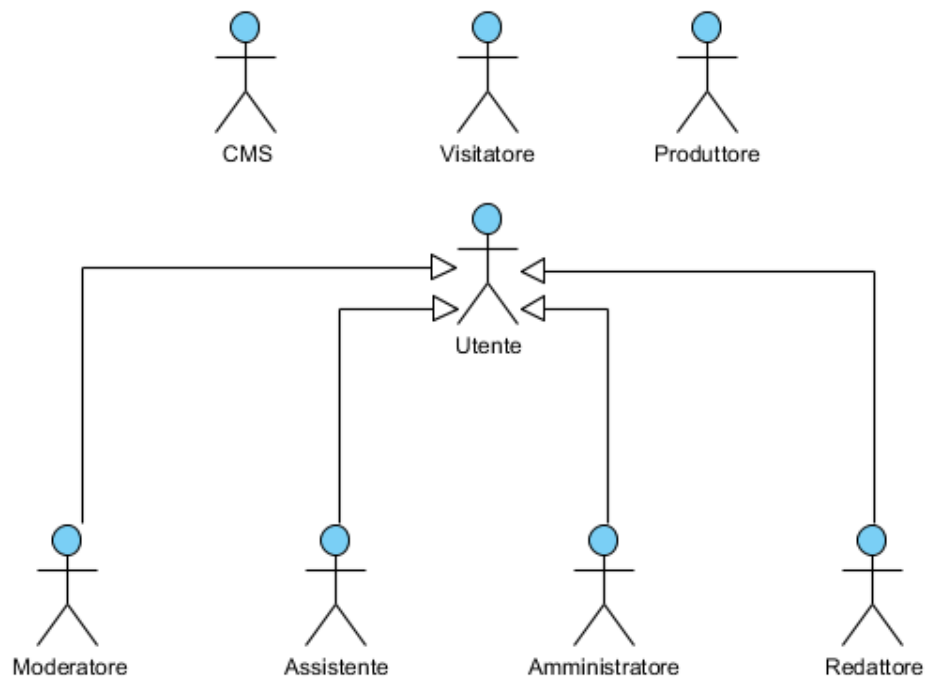 CMS
Visitatore
Produttore
Utente
Moderatore
Assistente
Amministratore
Redattore